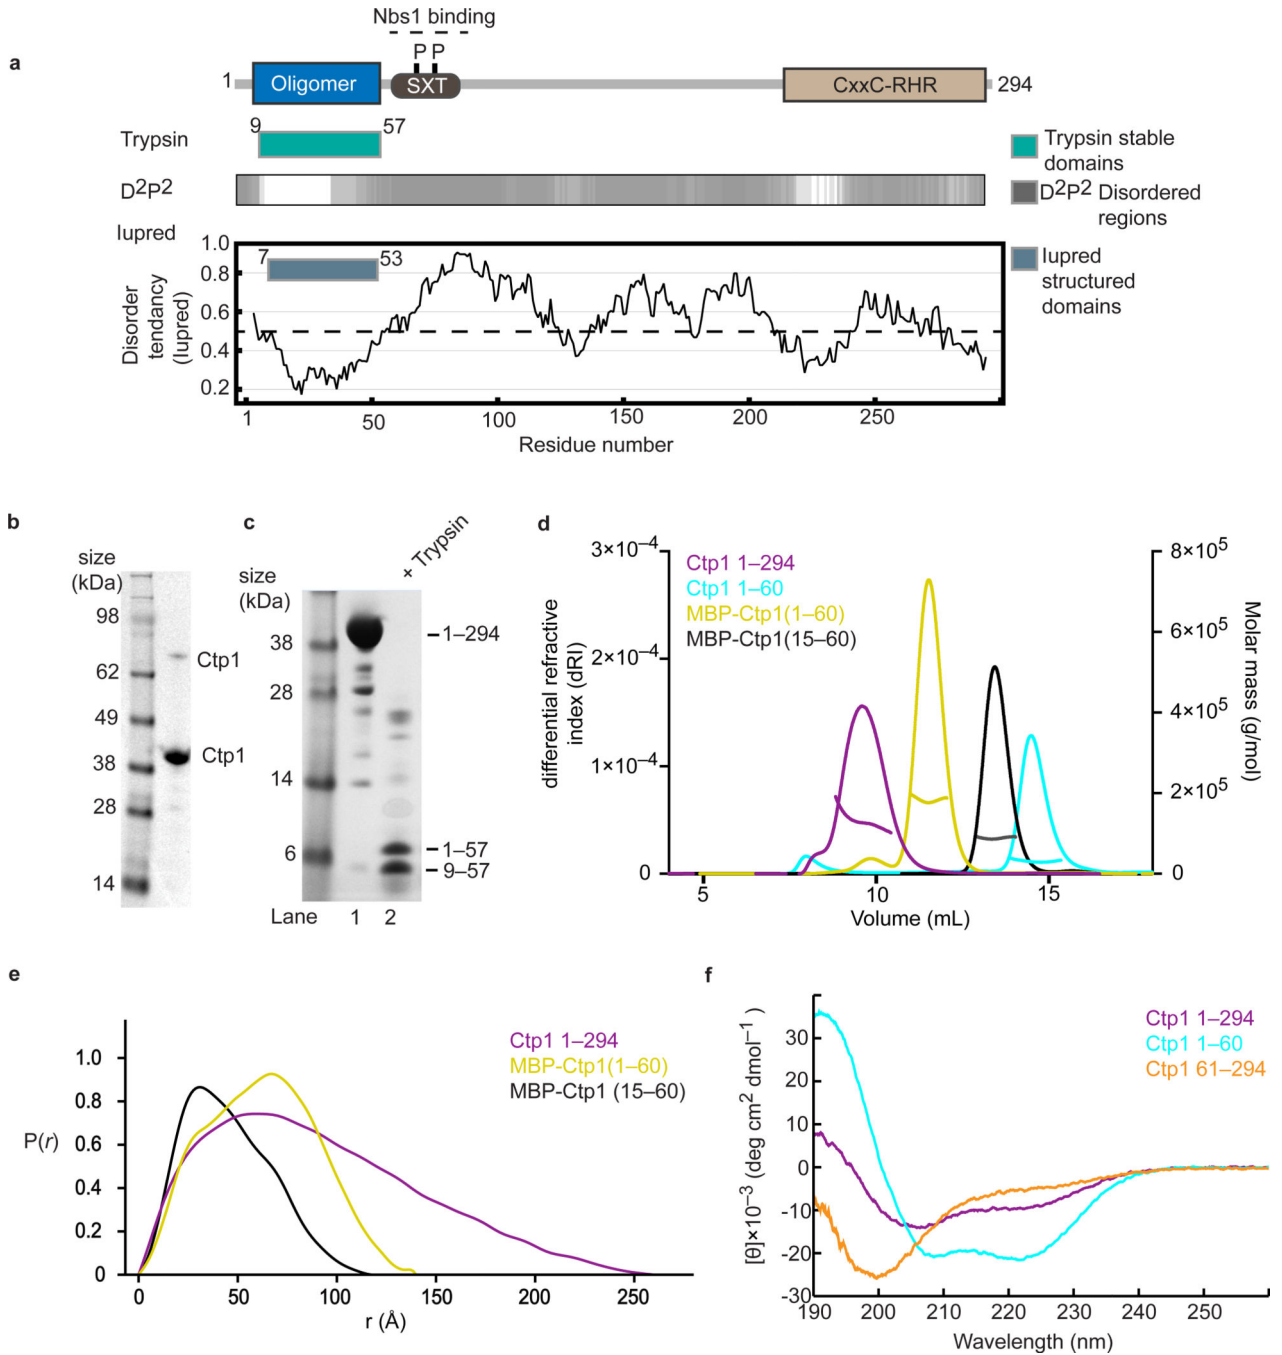 a
Nbs1 binding
P P
1 Oligomer SXT CxxC-RHR 294
9 57
Trypsin
D²P²
Trypsin stable
domains
D²P² Disordered
regions
Iupred
structured
domains
Iupred
7 53
Disorder
tendancy
(Iupred)
1.0
0.8
0.6
0.4
0.2
1 50 100 150 200 250
Residue number
b
size
(kDa)
98
62
49
38
28
14
Ctp1
Ctp1
c
+ Trypsin
size
(kDa)
38
28
14
6
1–294
1–57
9–57
Lane 1 2
d
differential refractive
index (dRI)
3×10⁻⁴
2×10⁻⁴
1×10⁻⁴
0
Ctp1 1–294
Ctp1 1–60
MBP-Ctp1(1–60)
MBP-Ctp1(15–60)
8×10⁵
6×10⁵
4×10⁵
2×10⁵
0
Molar mass (g/mol)
5 10 15
Volume (mL)
e
P(r)
1.0
0.8
0.6
0.4
0.2
0
Ctp1 1–294
MBP-Ctp1(1–60)
MBP-Ctp1 (15–60)
0 50 100 150 200 250
r (Å)
f
[θ]×10⁻³ (deg cm² dmol⁻¹ )
30
20
10
0
-10
-20
-30
Ctp1 1–294
Ctp1 1–60
Ctp1 61–294
190 200 210 220 230 240 250
Wavelength (nm)